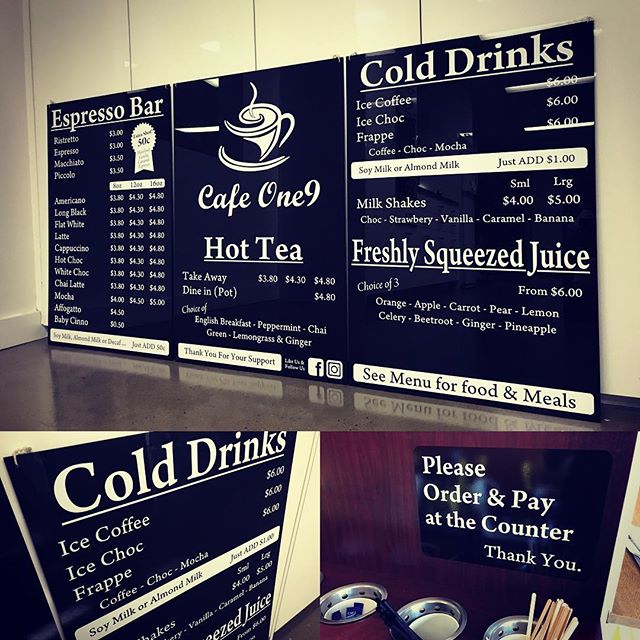 Espresso Bar
Ristretto $3.00
Espresso $3.00
Macchiato $3.50
Piccolo $3.50
50c
8oz 12oz 16oz
Americano $3.80 $4.30 $4.80
Long Black $3.80 $4.30 $4.80
Flat White $3.80 $4.30 $4.80
Latte $3.80 $4.30 $4.80
Cappuccino $3.80 $4.30 $4.80
Hot Choc $3.80 $4.30 $4.80
White Choc $3.80 $4.30 $4.80
Chai Latte $3.80 $4.30 $4.80
Mocha $4.00 $4.50 $5.00
Affogatto $4.50
Baby Cinno $0.50
Soy Milk, Almond Milk or Decaf ... Just ADD 50c
Cafe One9
Hot Tea
Take Away $3.80 $4.30 $4.80
Dine in (Pot) $4.80
Choice of
English Breakfast - Peppermint - Chai
Green - Lemongrass & Ginger
Thank You For Your Support
Like Us &
Follow Us
Cold Drinks
Ice Coffee $6.00
Ice Choc $6.00
Frappe $6.00
Coffee - Choc - Mocha
Soy Milk or Almond Milk Just ADD $1.00
Sml Lrg
Milk Shakes $4.00 $5.00
Choc - Strawbery - Vanilla - Caramel - Banana
Freshly Squeezed Juice
Choice of 3 From $6.00
Orange - Apple - Carrot - Pear - Lemon
Celery - Beetroot - Ginger - Pineapple
See Menu for food & Meals
Cold Drinks
Ice Coffee $6.00
Ice Choc $6.00
Frappe $6.00
Coffee - Choc - Mocha
Soy Milk or Almond Milk Just ADD $1.00
Sml Lrg
Shakes $4.00 $5.00
- Vanilla - Caramel - Banana
Juice
Please
Order & Pay
at the Counter
Thank You.